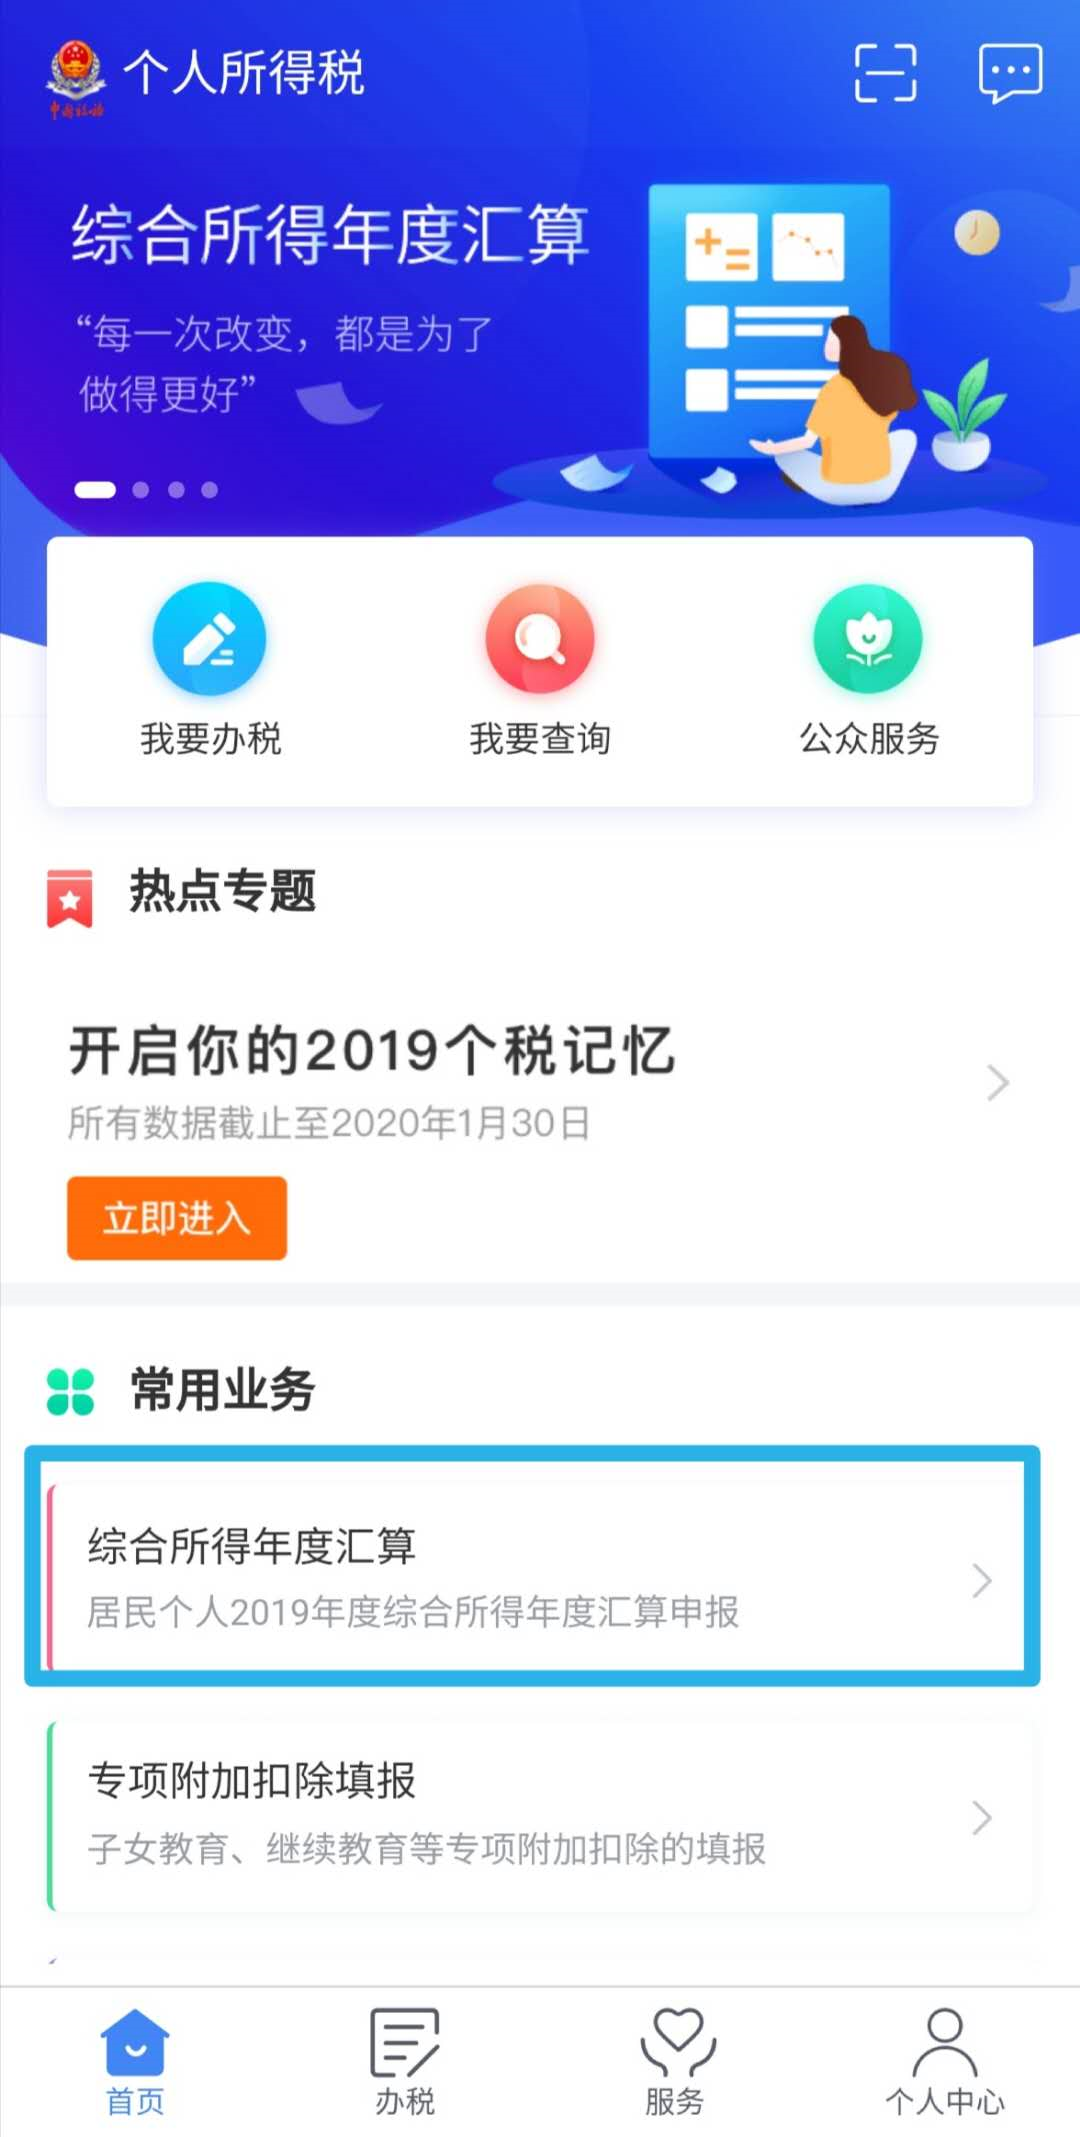 中国税务
个人所得税
综合所得年度汇算
“每一次改变，都是为了
做得更好”
我要办税
我要查询
公众服务
热点专题
开启你的2019个税记忆
所有数据截止至2020年1月30日
立即进入
常用业务
综合所得年度汇算
居民个人2019年度综合所得年度汇算申报
专项附加扣除填报
子女教育、继续教育等专项附加扣除的填报
首页
办税
服务
个人中心